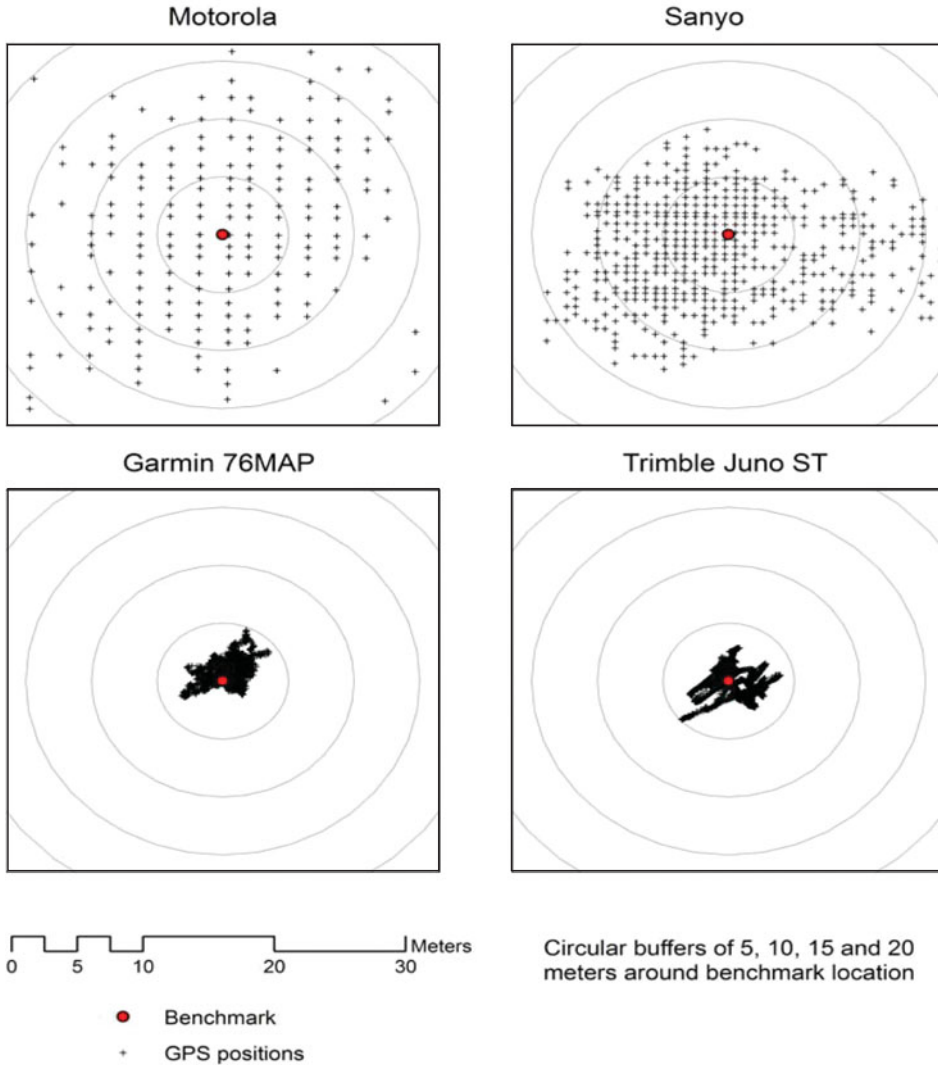 Motorola
Sanyo
Garmin 76MAP
Trimble Juno ST
Meters
0 5 10 20 30
Circular buffers of 5, 10, 15 and 20
meters around benchmark location
Benchmark
GPS positions